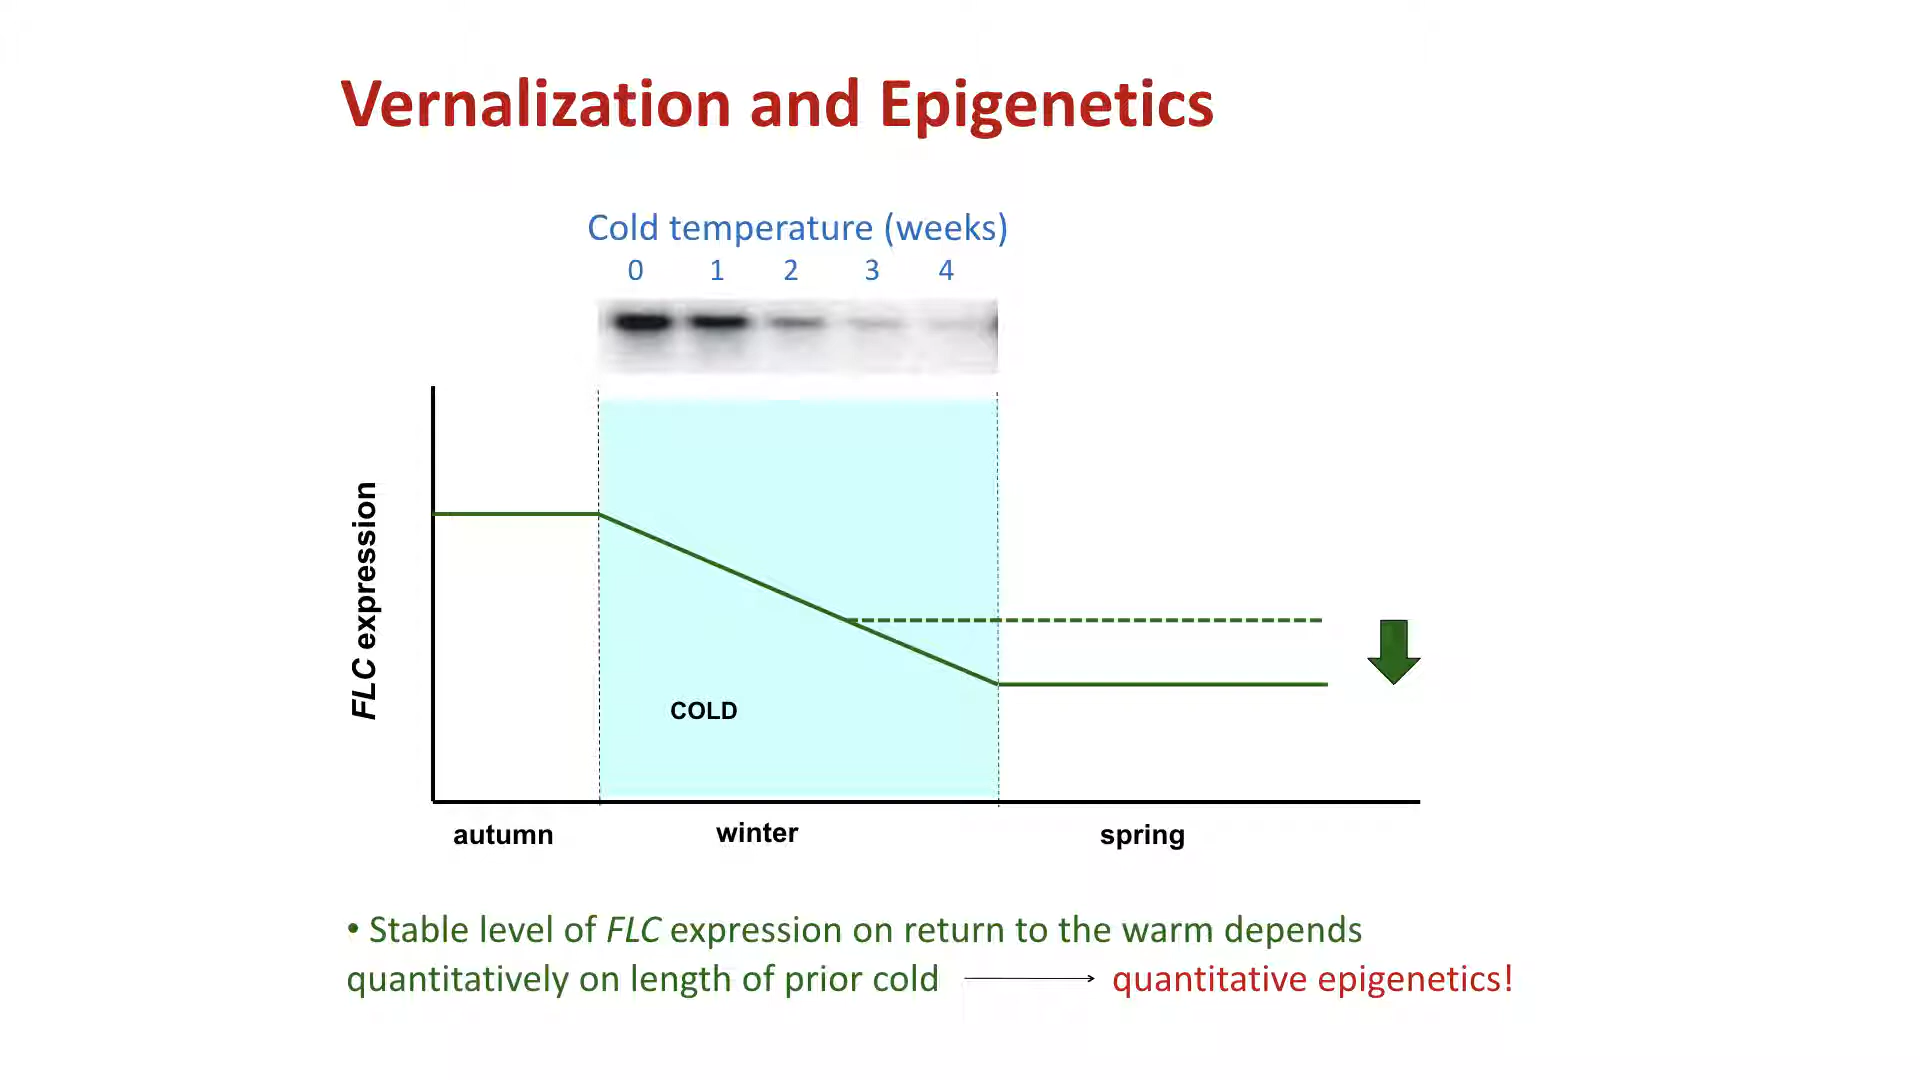 Vernalization and Epigenetics
Cold temperature (weeks)
0 1 2 3 4
FLC expression
COLD
autumn winter spring
• Stable level of FLC expression on return to the warm depends
quantitatively on length of prior cold quantitative epigenetics!